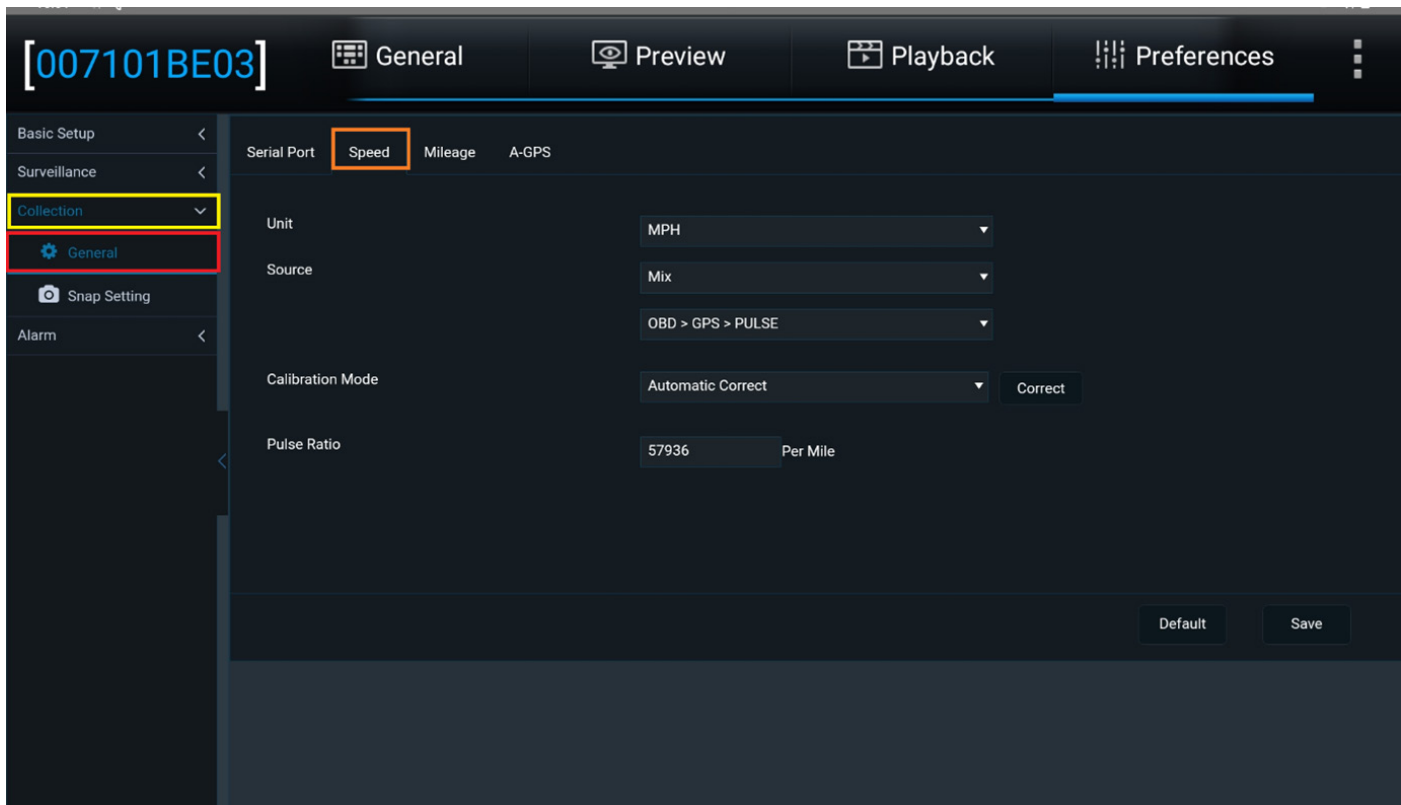 [007101BE03]
General
Preview
Playback
Preferences
Basic Setup
Surveillance
Collection
General
Snap Setting
Alarm
Serial Port Speed Mileage A-GPS
Unit MPH
Source Mix
OBD > GPS > PULSE
Calibration Mode Automatic Correct Correct
Pulse Ratio 57936 Per Mile
Default Save